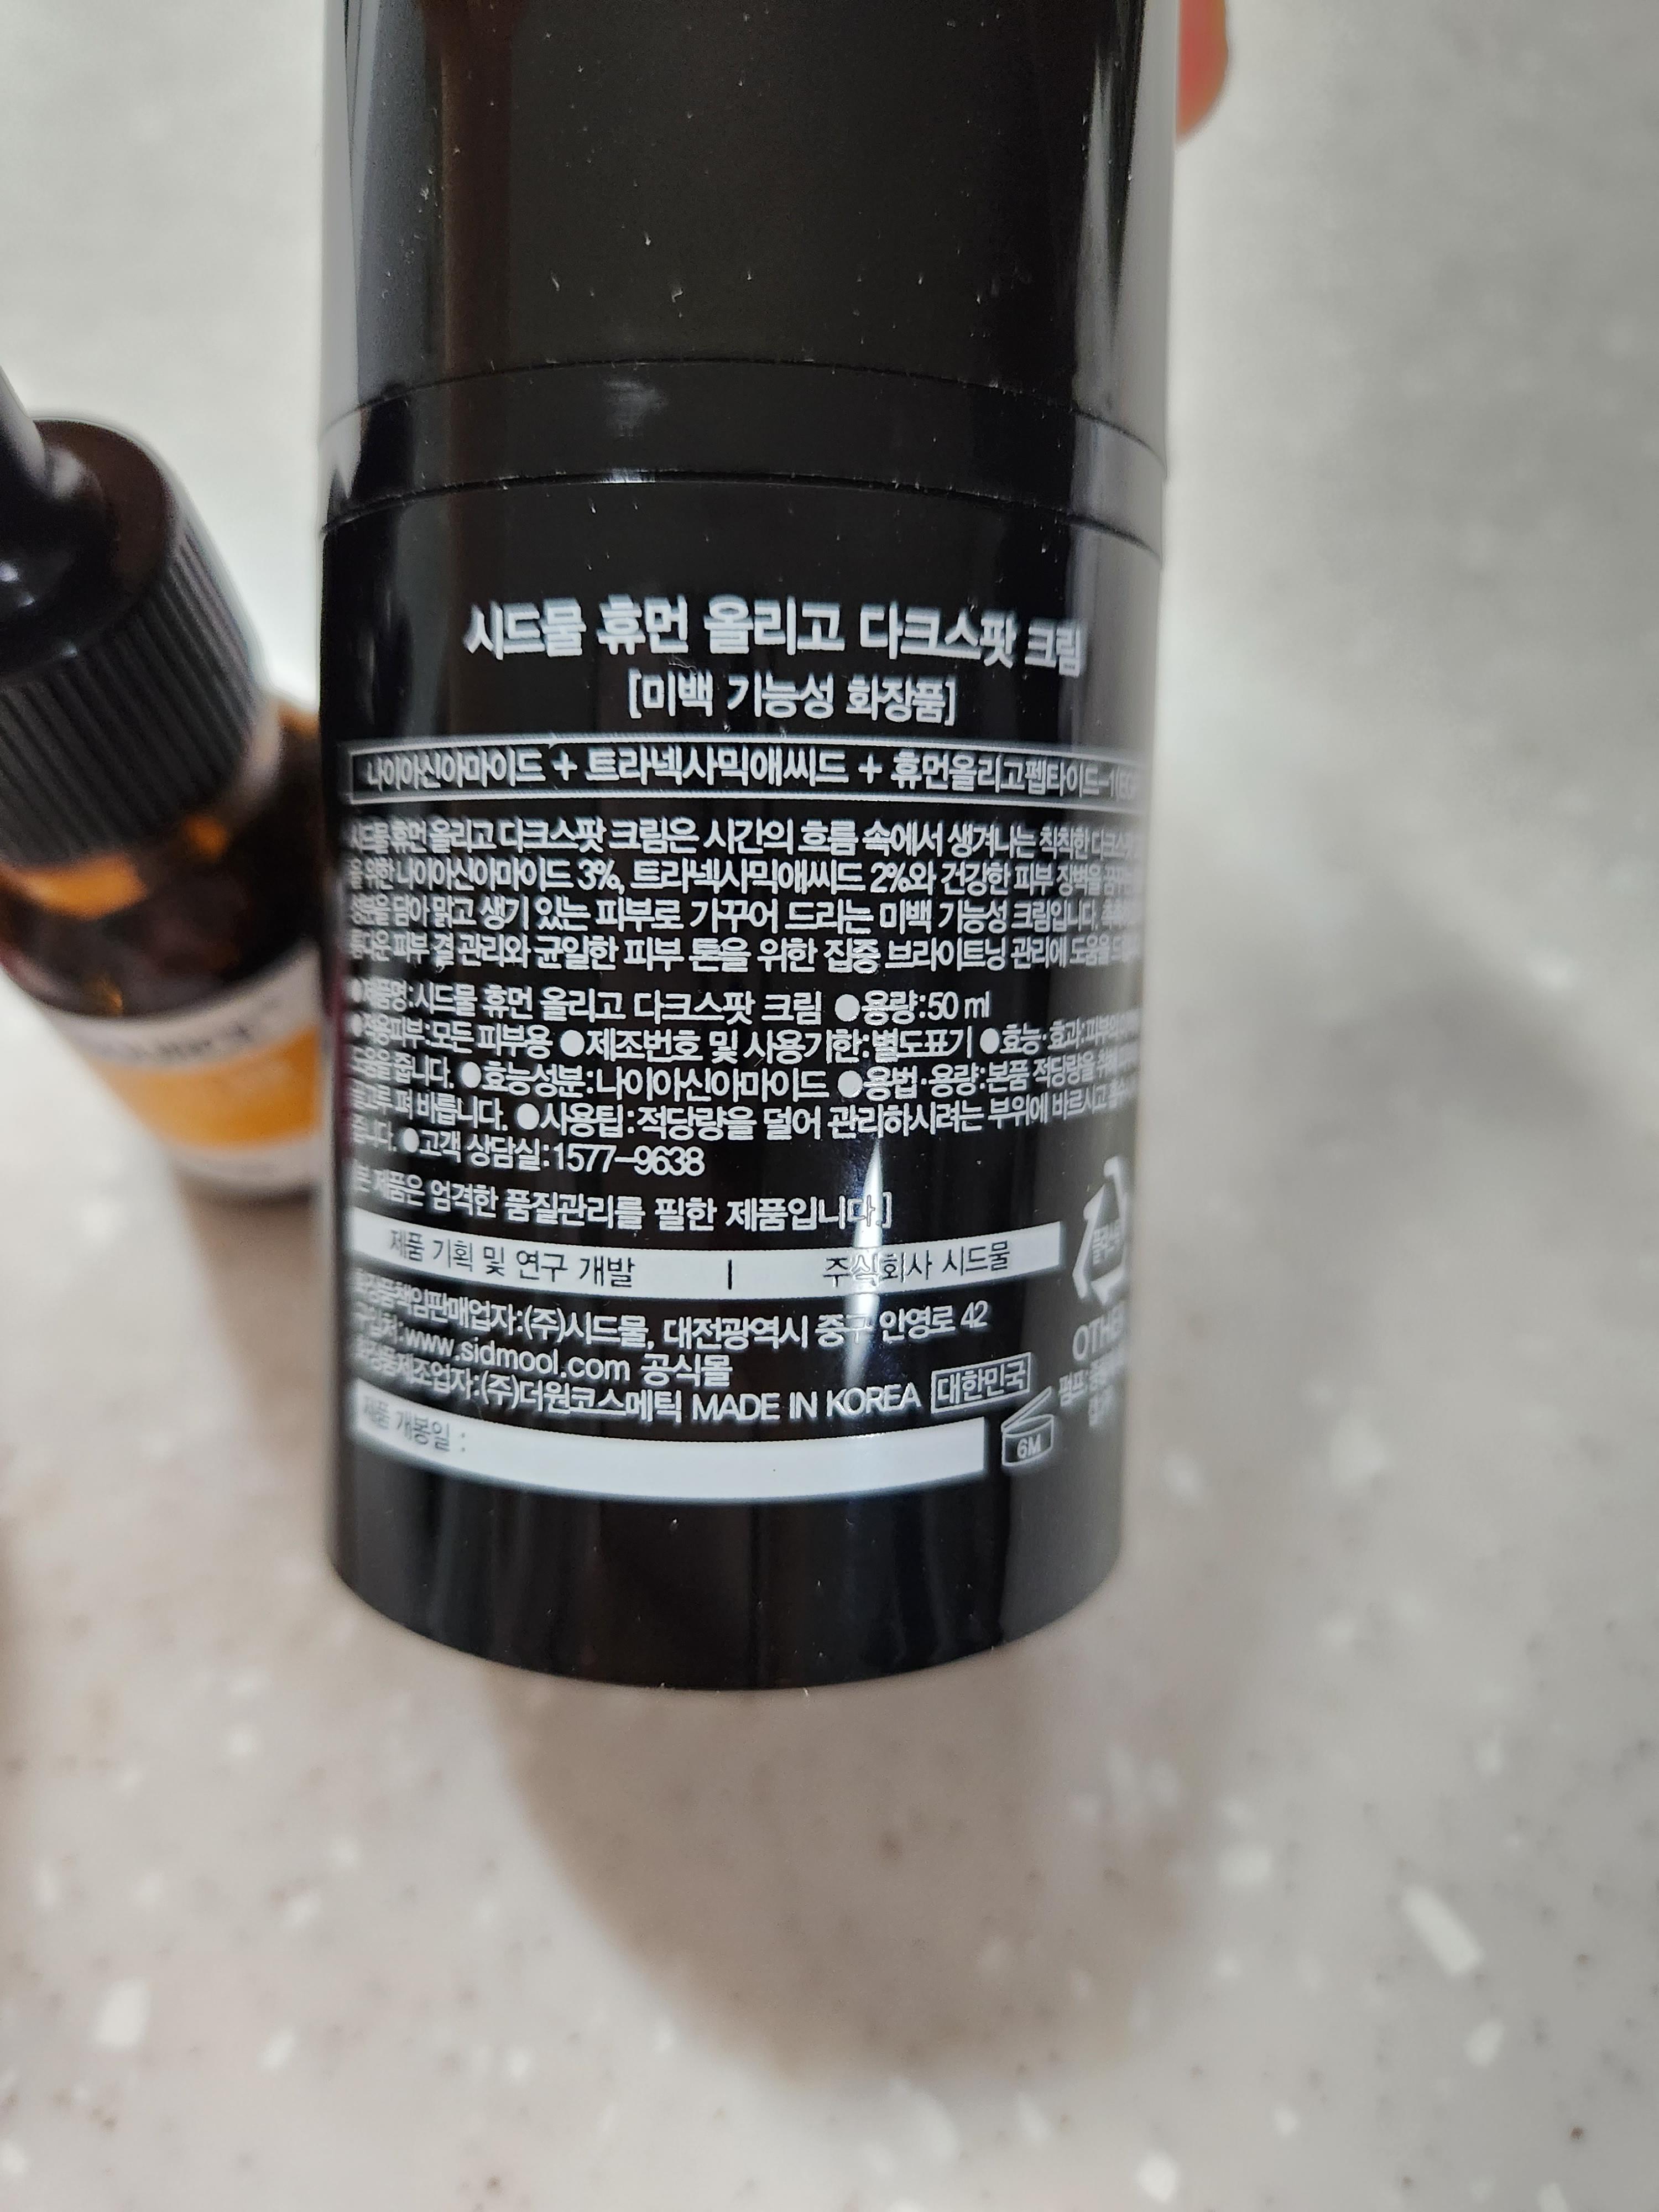 시드물 휴먼 올리고 다크스팟 크림
[미백 기능성 화장품]
나이아신아마이드 + 트라넥사믹애씨드 + 휴먼올리고펩타이드-1(EGF
시드물 휴먼 올리고 다크스팟 크림은 시간의 흐름 속에서 생겨나는 칙칙한 다크스팟
을 위한 나이아신아마이드 3%, 트라넥사믹애씨드 2%와 건강한 피부 장벽을
성분을 담아 맑고 생기 있는 피부로 가꾸어 드리는 미백 기능성 크림입니다.
피부 결 관리와 균일한 피부 톤을 위한 집중 브라이트닝 관리에 도움을
●제품명:시드물 휴먼 올리고 다크스팟 크림 ●용량:50 ml
●적용피부:모든 피부용 ●제조번호 및 사용기한:별도표기 ●효능·효과:피부의
도움을 줍니다. ●효능성분:나이아신아마이드 ●용법·용량:본품 적당량을 취해
골고루 펴 바릅니다. ●사용팁:적당량을 덜어 관리하시려는 부위에 바르시고
줍니다. ●고객 상담실:1577-9638
본 제품은 엄격한 품질관리를 필한 제품입니다.]
제품 기획 및 연구 개발 | 주식회사 시드물
화장품책임판매업자:(주)시드물, 대전광역시 중구 안영로 42
구입처:www.sidmool.com 공식몰
화장품제조업자:(주)더원코스메틱 MADE IN KOREA 대한민국
제품 개봉일 :
6M
OTHER
펌프: